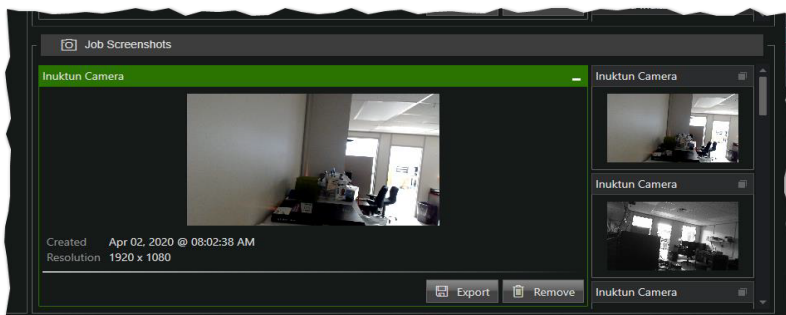 Job Screenshots
Inuktun Camera
Created Apr 02, 2020 @ 08:02:38 AM
Resolution 1920 x 1080
Export Remove
Inuktun Camera
Inuktun Camera
Inuktun Camera